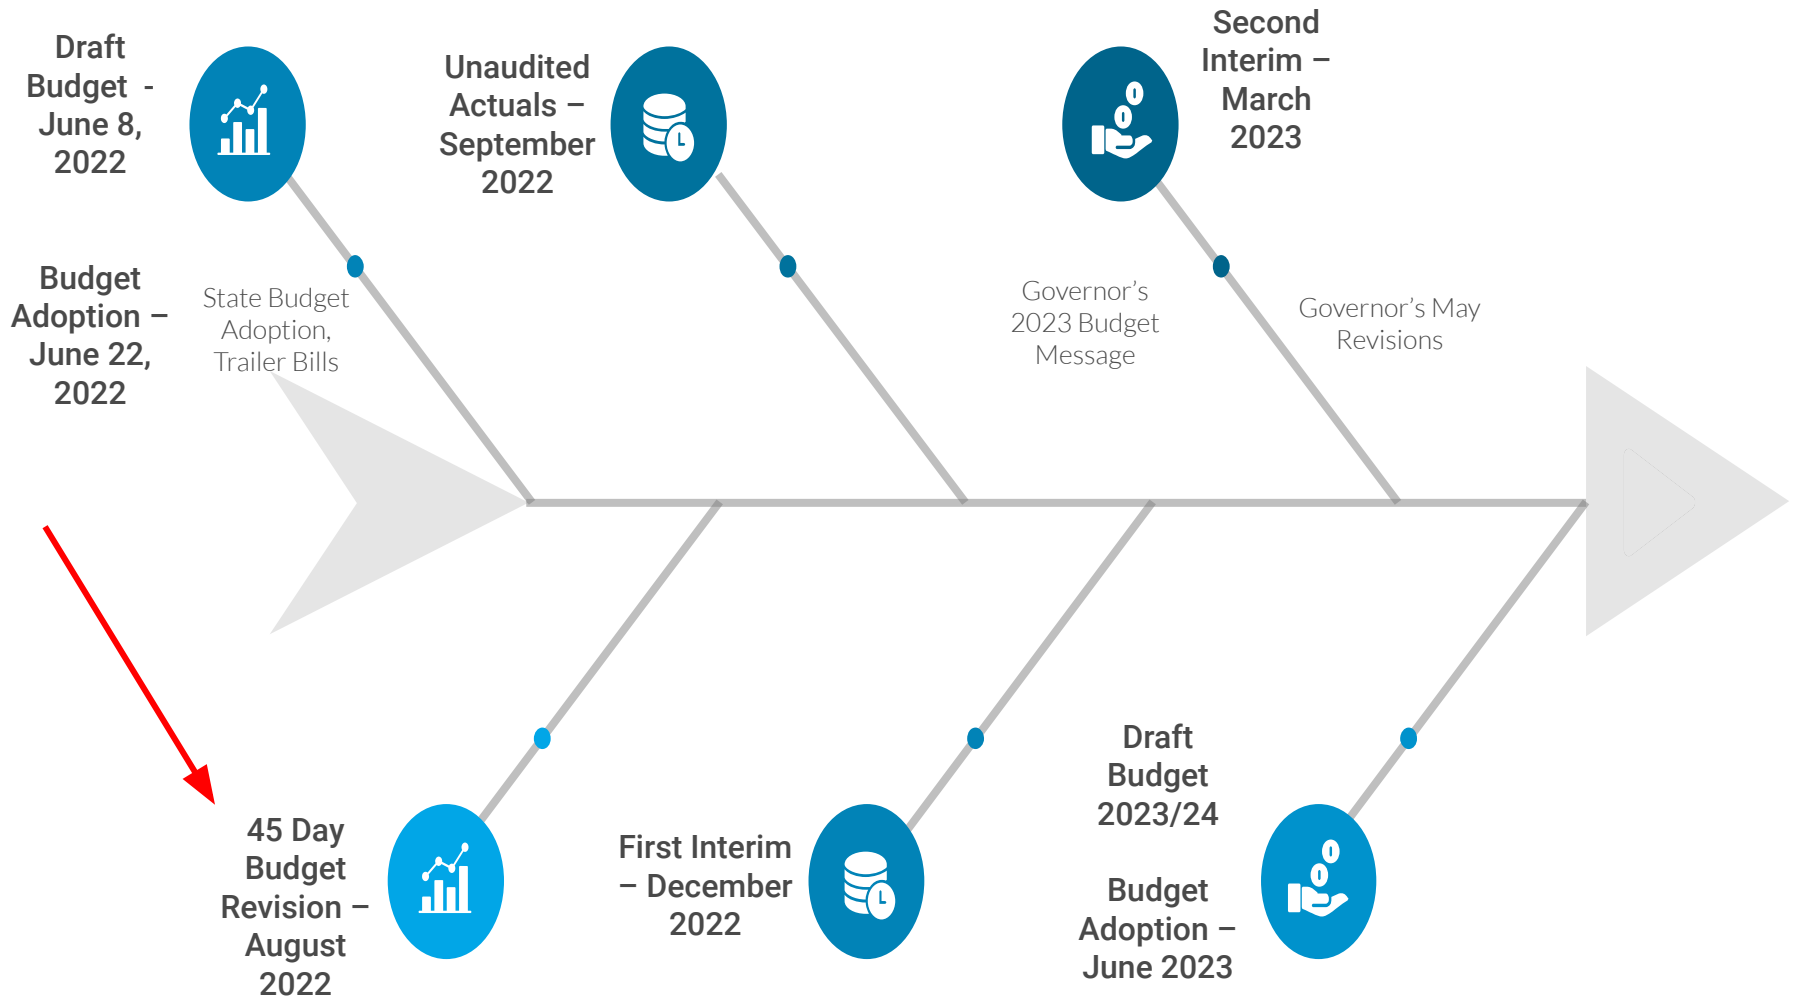 Draft
Budget -
June 8,
2022
Budget
Adoption –
June 22,
2022
State Budget
Adoption,
Trailer Bills
Unaudited
Actuals –
September
2022
Second
Interim –
March
2023
Governor's
2023 Budget
Message
Governor's May
Revisions
45 Day
Budget
Revision –
August
2022
First Interim
– December
2022
Draft
Budget
2023/24
Budget
Adoption –
June 2023